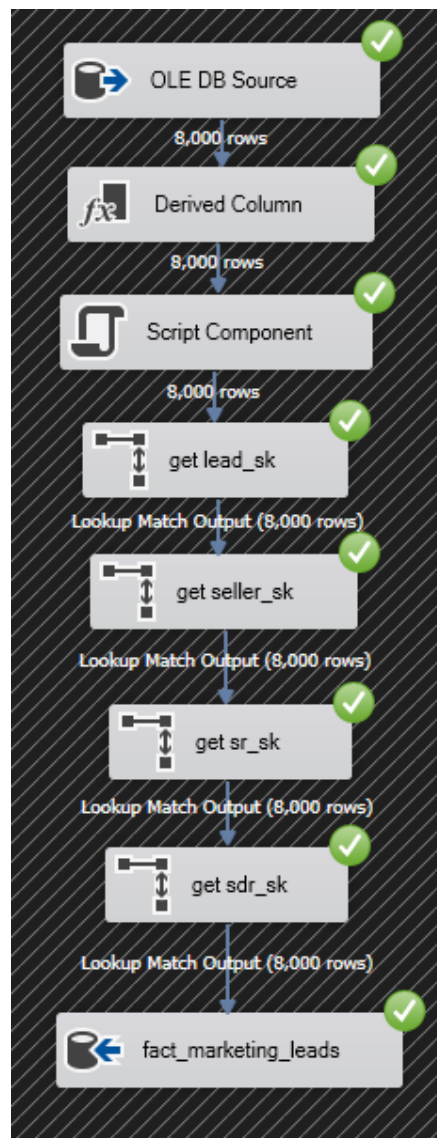 OLE DB Source
8,000 rows
fx Derived Column
8,000 rows
Script Component
8,000 rows
get lead_sk
Lookup Match Output (8,000 rows)
get seller_sk
Lookup Match Output (8,000 rows)
get sr_sk
Lookup Match Output (8,000 rows)
get sdr_sk
Lookup Match Output (8,000 rows)
fact_marketing_leads